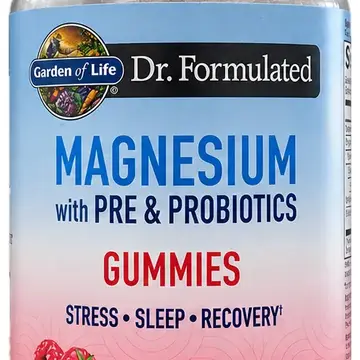 Garden of Life® Dr. Formulated
MAGNESIUM
with PRE & PROBIOTICS
GUMMIES
STRESS • SLEEP • RECOVERY†